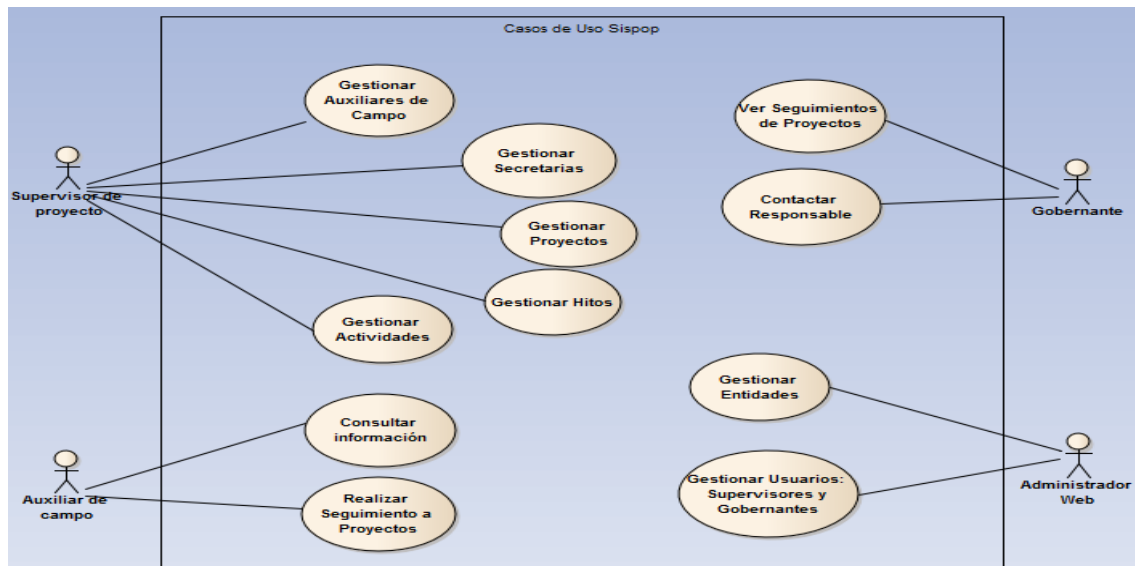 Casos de Uso Sispop
Gestionar
Auxiliares de
Campo
Ver Seguimientos
de Proyectos
Gestionar
Secretarias
Supervisor de
proyecto
Contactar
Responsable
Gobernante
Gestionar
Proyectos
Gestionar Hitos
Gestionar
Actividades
Gestionar
Entidades
Consultar
información
Auxiliar de
campo
Realizar
Seguimiento a
Proyectos
Gestionar Usuarios:
Supervisores y
Gobernantes
Administrador
Web